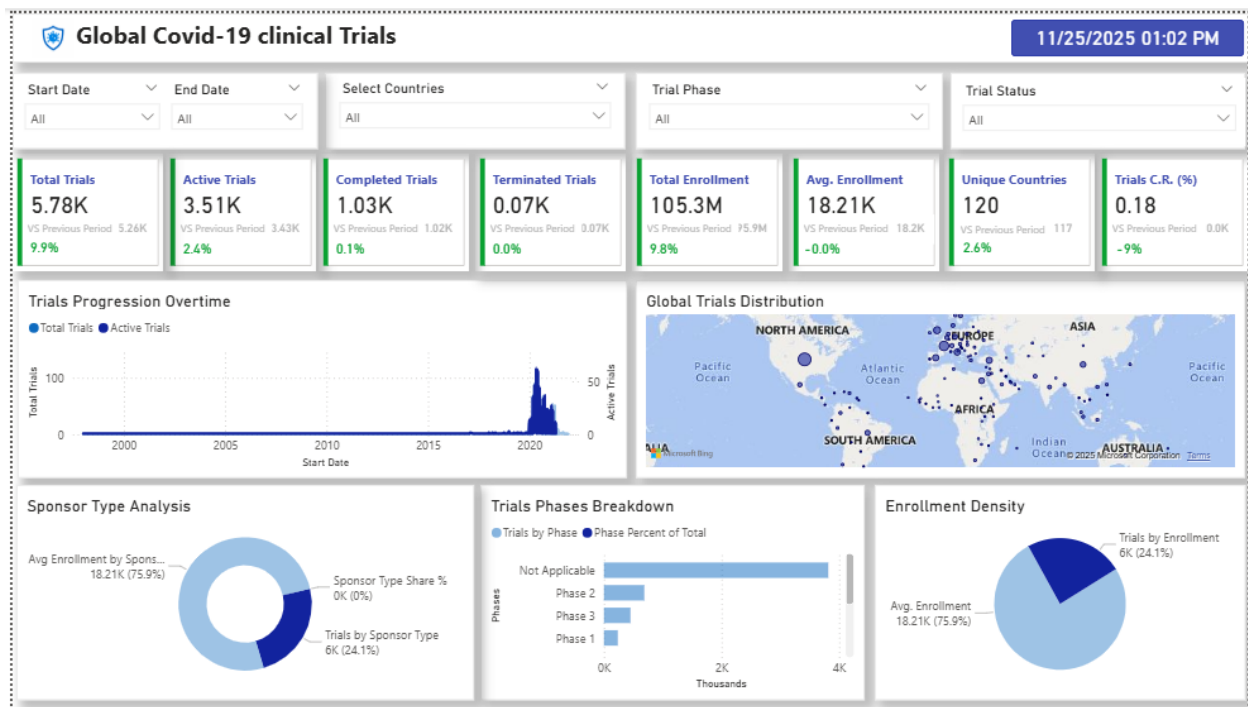 Global Covid-19 clinical Trials
11/25/2025 01:02 PM
Start Date
All
End Date
All
Select Countries
All
Trial Phase
All
Trial Status
All
Total Trials
5.78K
VS Previous Period 5.26K
9.9%
Active Trials
3.51K
VS Previous Period 3.43K
2.4%
Completed Trials
1.03K
VS Previous Period 1.02K
0.1%
Terminated Trials
0.07K
VS Previous Period 0.07K
0.0%
Total Enrollment
105.3M
VS Previous Period 95.9M
9.8%
Avg. Enrollment
18.21K
VS Previous Period 18.2K
-0.0%
Unique Countries
120
VS Previous Period 117
2.6%
Trials C.R. (%)
0.18
VS Previous Period 0.0K
-9%
Trials Progression Overtime
Total Trials Active Trials
Total Trials
100
0
50
0
Active Trials
2000 2005 2010 2015 2020
Start Date
Global Trials Distribution
NORTH AMERICA
EUROPE
ASIA
Pacific
Ocean
Atlantic
Ocean
Pacific
Ocean
AFRICA
SOUTH AMERICA
Indian
Ocean
AUSTRALIA
Microsoft Bing
© 2025 Microsoft Corporation Terms
Sponsor Type Analysis
Avg Enrollment by Spons...
18.21K (75.9%)
Sponsor Type Share %
0K (0%)
Trials by Sponsor Type
6K (24.1%)
Trials Phases Breakdown
Trials by Phase Phase Percent of Total
Phases
Not Applicable
Phase 2
Phase 3
Phase 1
0K 2K 4K
Thousands
Enrollment Density
Trials by Enrollment
6K (24.1%)
Avg. Enrollment
18.21K (75.9%)